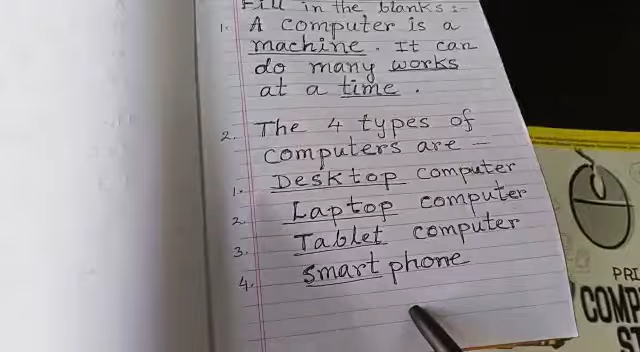 Fill in the blanks :-
1. A computer is a
machine. It can
do many works
at a time.
2. The 4 types of
computers are -
1. Desktop computer
2. Laptop computer
3. Tablet computer
4. Smart phone